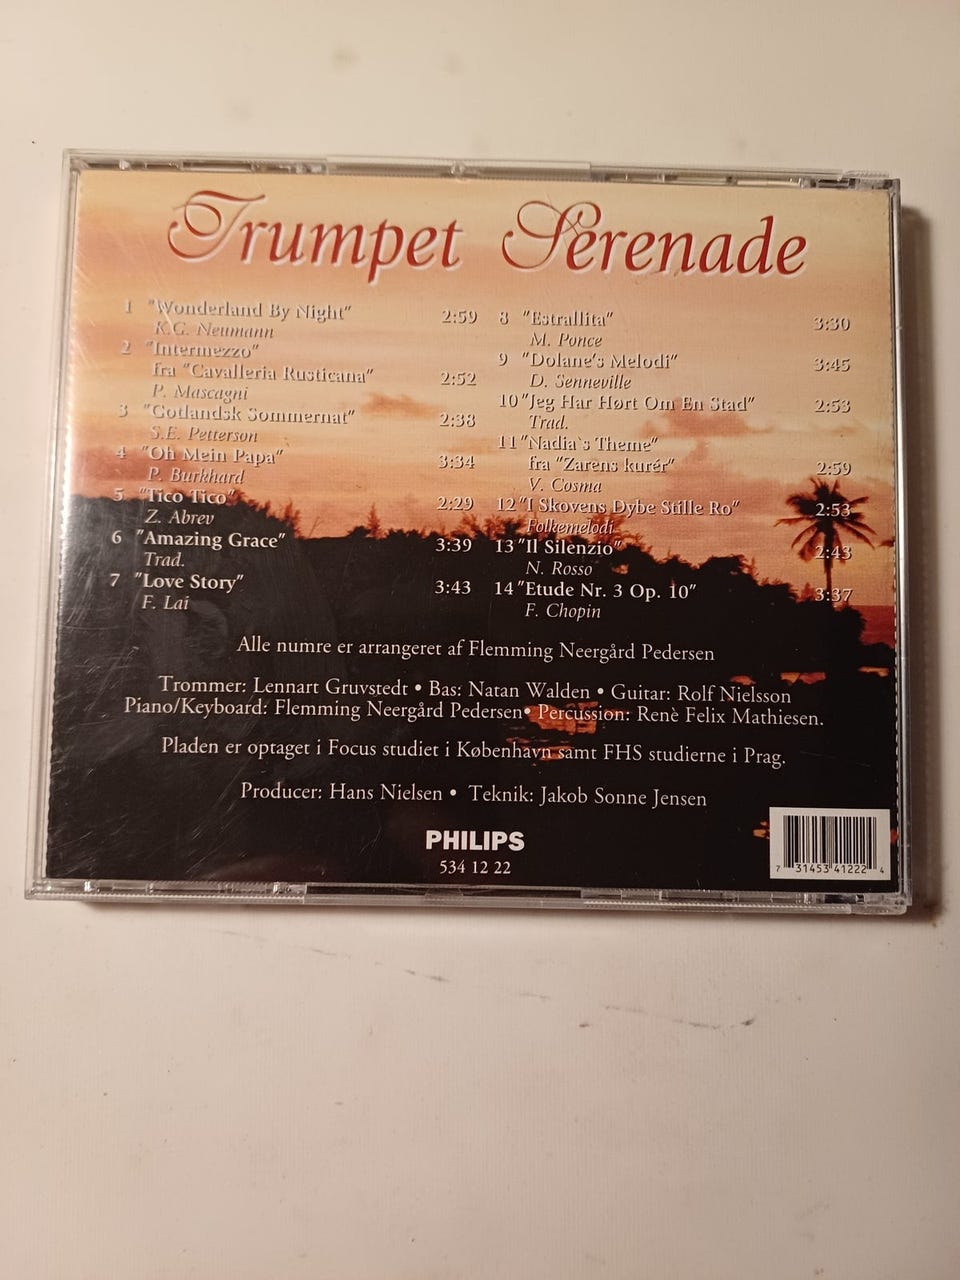 Trumpet Serenade
1 "Wonderland By Night" 2:59
K.G. Neumann
2 "Intermezzo"
fra "Cavalleria Rusticana" 2:52
P. Mascagni
3 "Gotlandsk Sommernat" 2:38
S.E. Petterson
4 "Oh Mein Papa" 3:34
P. Burkhard
5 "Tico Tico" 2:29
Z. Abrev
6 "Amazing Grace" 3:39
Trad.
7 "Love Story" 3:43
F. Lai
8 "Estrallita" 3:30
M. Ponce
9 "Dolane's Melodi" 3:45
D. Senneville
10 "Jeg Har Hørt Om En Stad" 2:53
Trad.
11 "Nadia`s Theme"
fra "Zarens kurér" 2:59
V. Cosma
12 "I Skovens Dybe Stille Ro" 2:53
Folkemelodi
13 "Il Silenzio" 2:43
N. Rosso
14 "Etude Nr. 3 Op. 10" 3:37
F. Chopin
Alle numre er arrangeret af Flemming Neergård Pedersen
Trommer: Lennart Gruvstedt • Bas: Natan Walden • Guitar: Rolf Nielsson
Piano/Keyboard: Flemming Neergård Pedersen • Percussion: Renè Felix Mathiesen.
Pladen er optaget i Focus studiet i København samt FHS studierne i Prag.
Producer: Hans Nielsen • Teknik: Jakob Sonne Jensen
PHILIPS
534 12 22
7 31453 41222 4